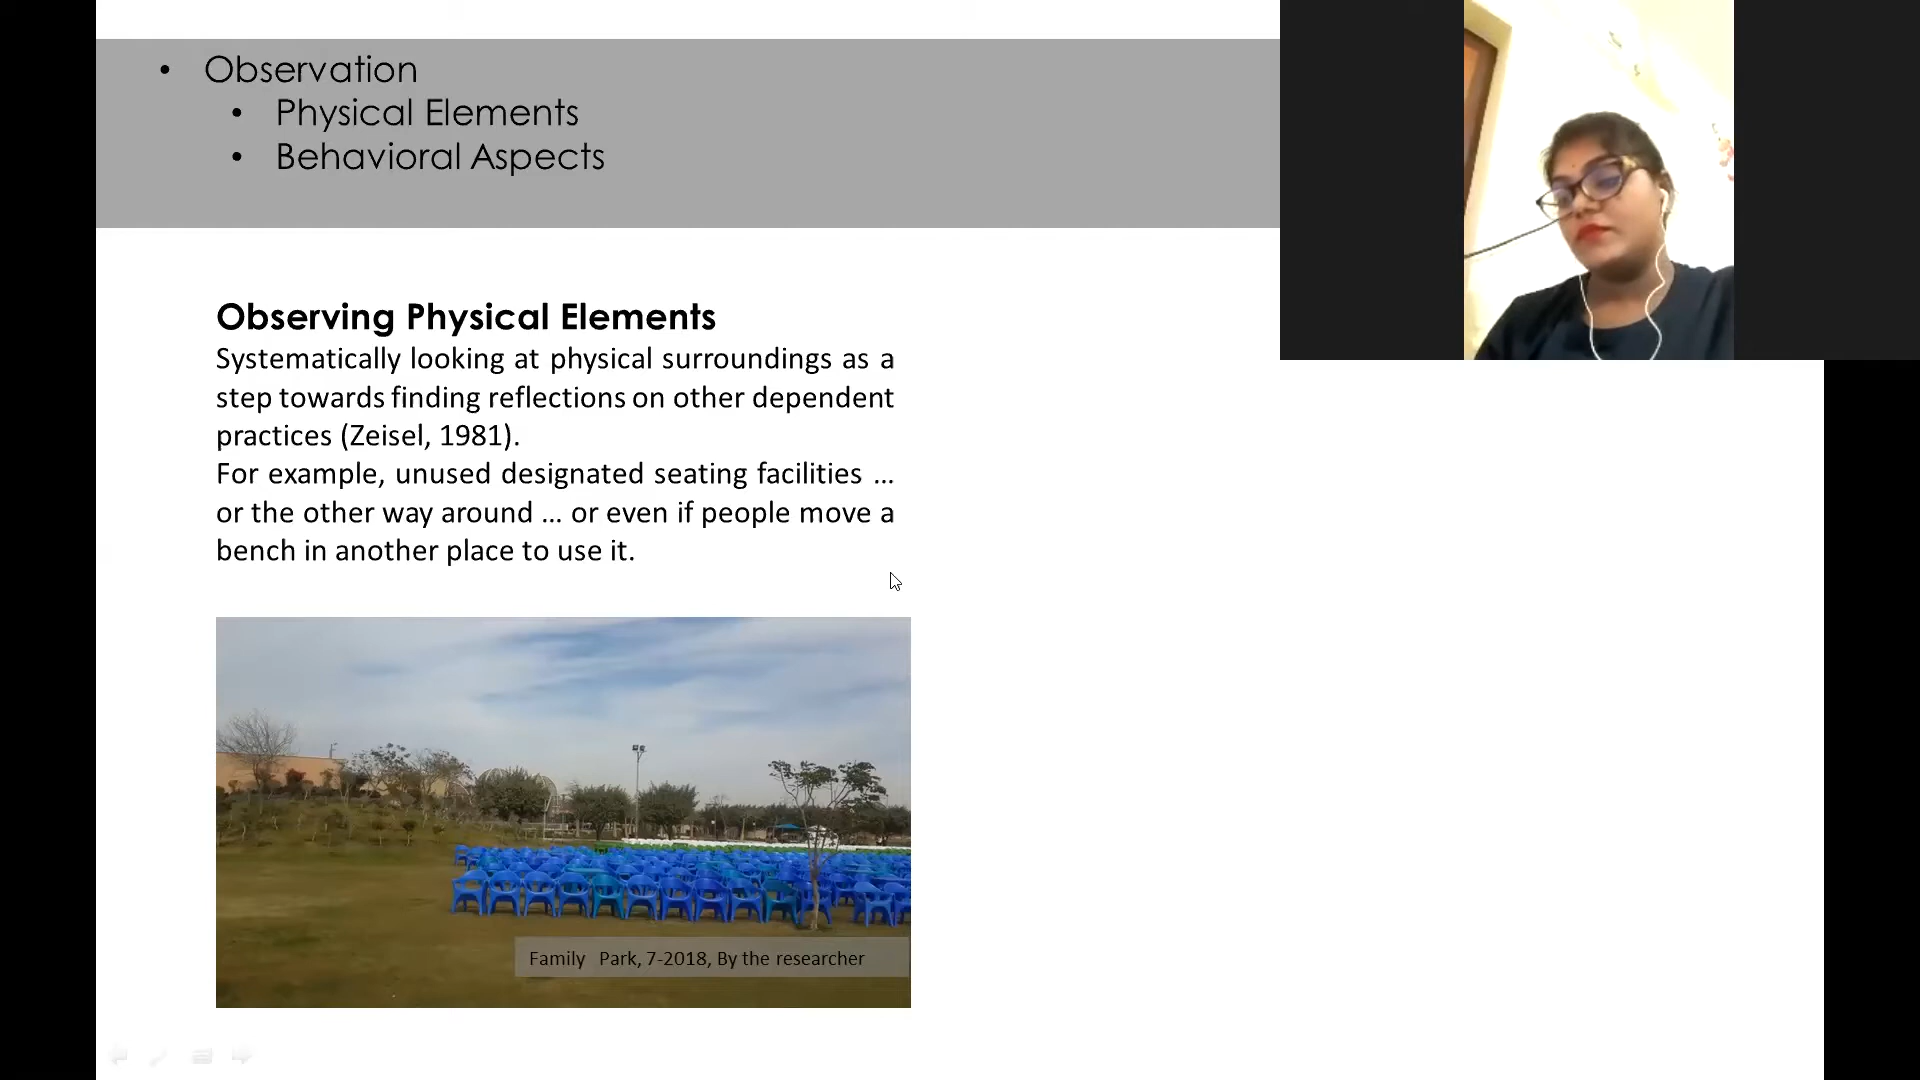 • Observation
• Physical Elements
• Behavioral Aspects
Observing Physical Elements
Systematically looking at physical surroundings as a
step towards finding reflections on other dependent
practices (Zeisel, 1981).
For example, unused designated seating facilities ...
or the other way around ... or even if people move a
bench in another place to use it.
Family Park, 7-2018, By the researcher